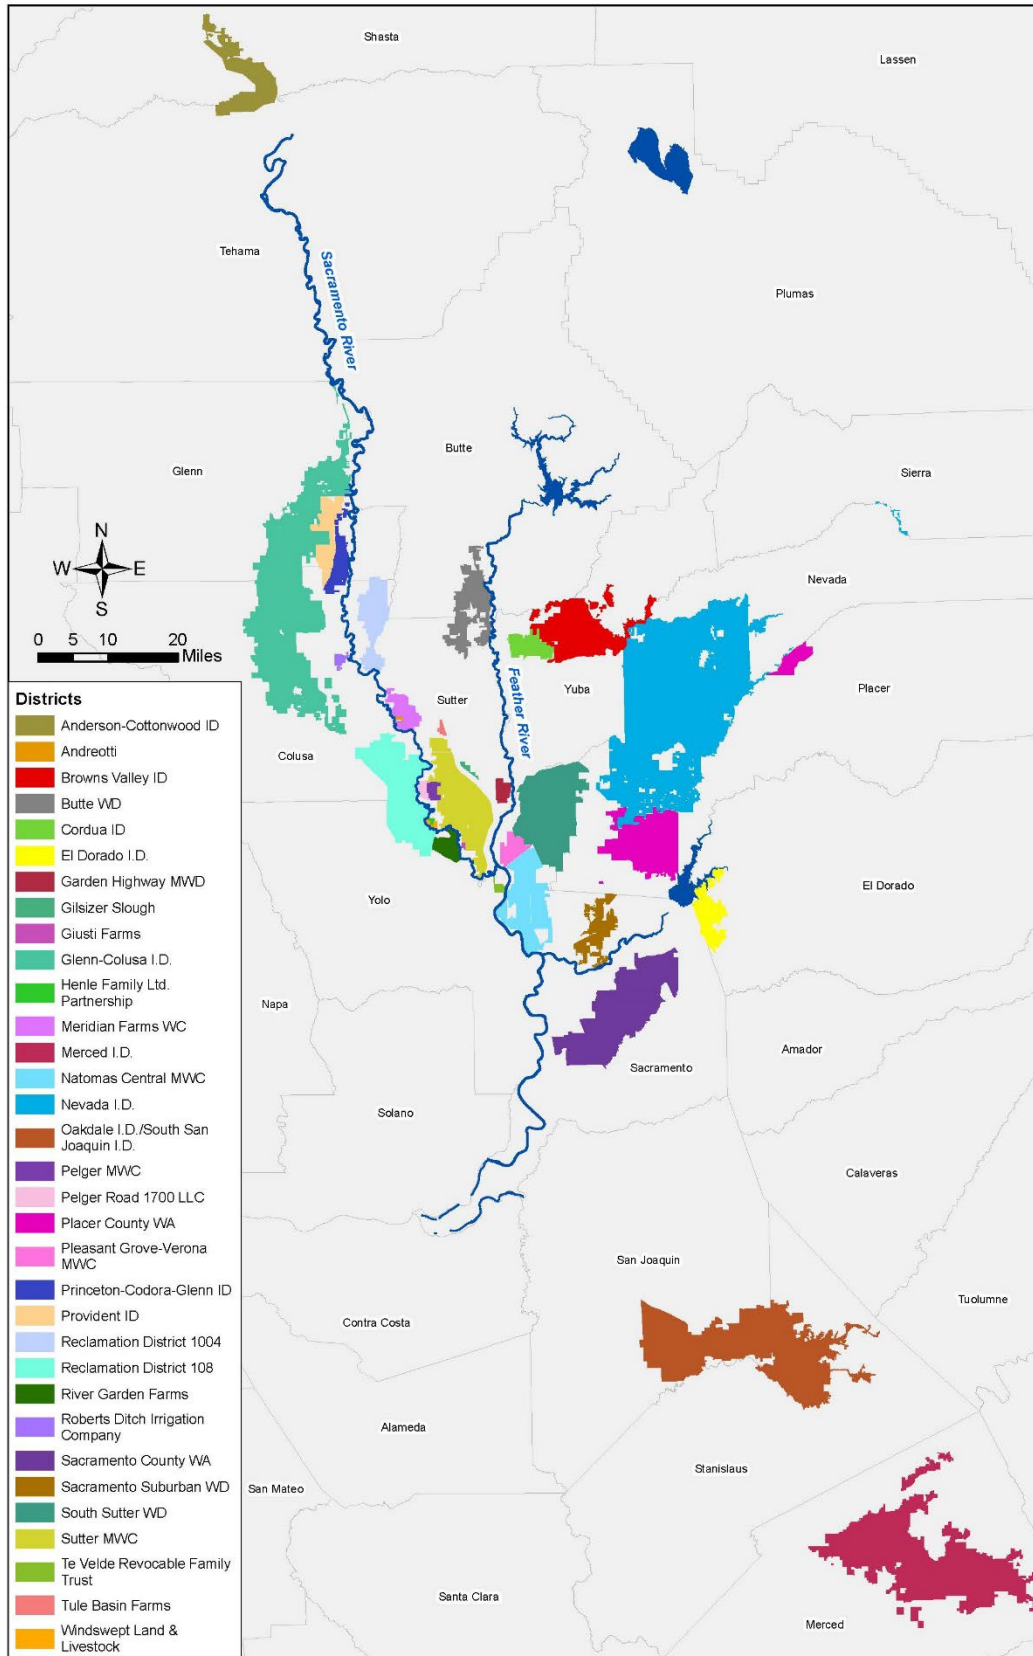 Shasta
Lassen
Tehama
Sacramento River
Plumas
Butte
Glenn
Sierra
N
W
E
S
Nevada
0 5 10 20
Miles
Feather River
Yuba
Placer
Sutter
Colusa
Yolo
El Dorado
Napa
Amador
Sacramento
Solano
Calaveras
San Joaquin
Tuolumne
Contra Costa
Alameda
Stanislaus
San Mateo
Santa Clara
Merced
Districts
Anderson-Cottonwood ID
Andreotti
Browns Valley ID
Butte WD
Cordua ID
El Dorado I.D.
Garden Highway MWD
Gilsizer Slough
Giusti Farms
Glenn-Colusa I.D.
Henle Family Ltd.
Partnership
Meridian Farms WC
Merced I.D.
Natomas Central MWC
Nevada I.D.
Oakdale I.D./South San
Joaquin I.D.
Pelger MWC
Pelger Road 1700 LLC
Placer County WA
Pleasant Grove-Verona
MWC
Princeton-Codora-Glenn ID
Provident ID
Reclamation District 1004
Reclamation District 108
River Garden Farms
Roberts Ditch Irrigation
Company
Sacramento County WA
Sacramento Suburban WD
South Sutter WD
Sutter MWC
Te Velde Revocable Family
Trust
Tule Basin Farms
Windswept Land &
Livestock